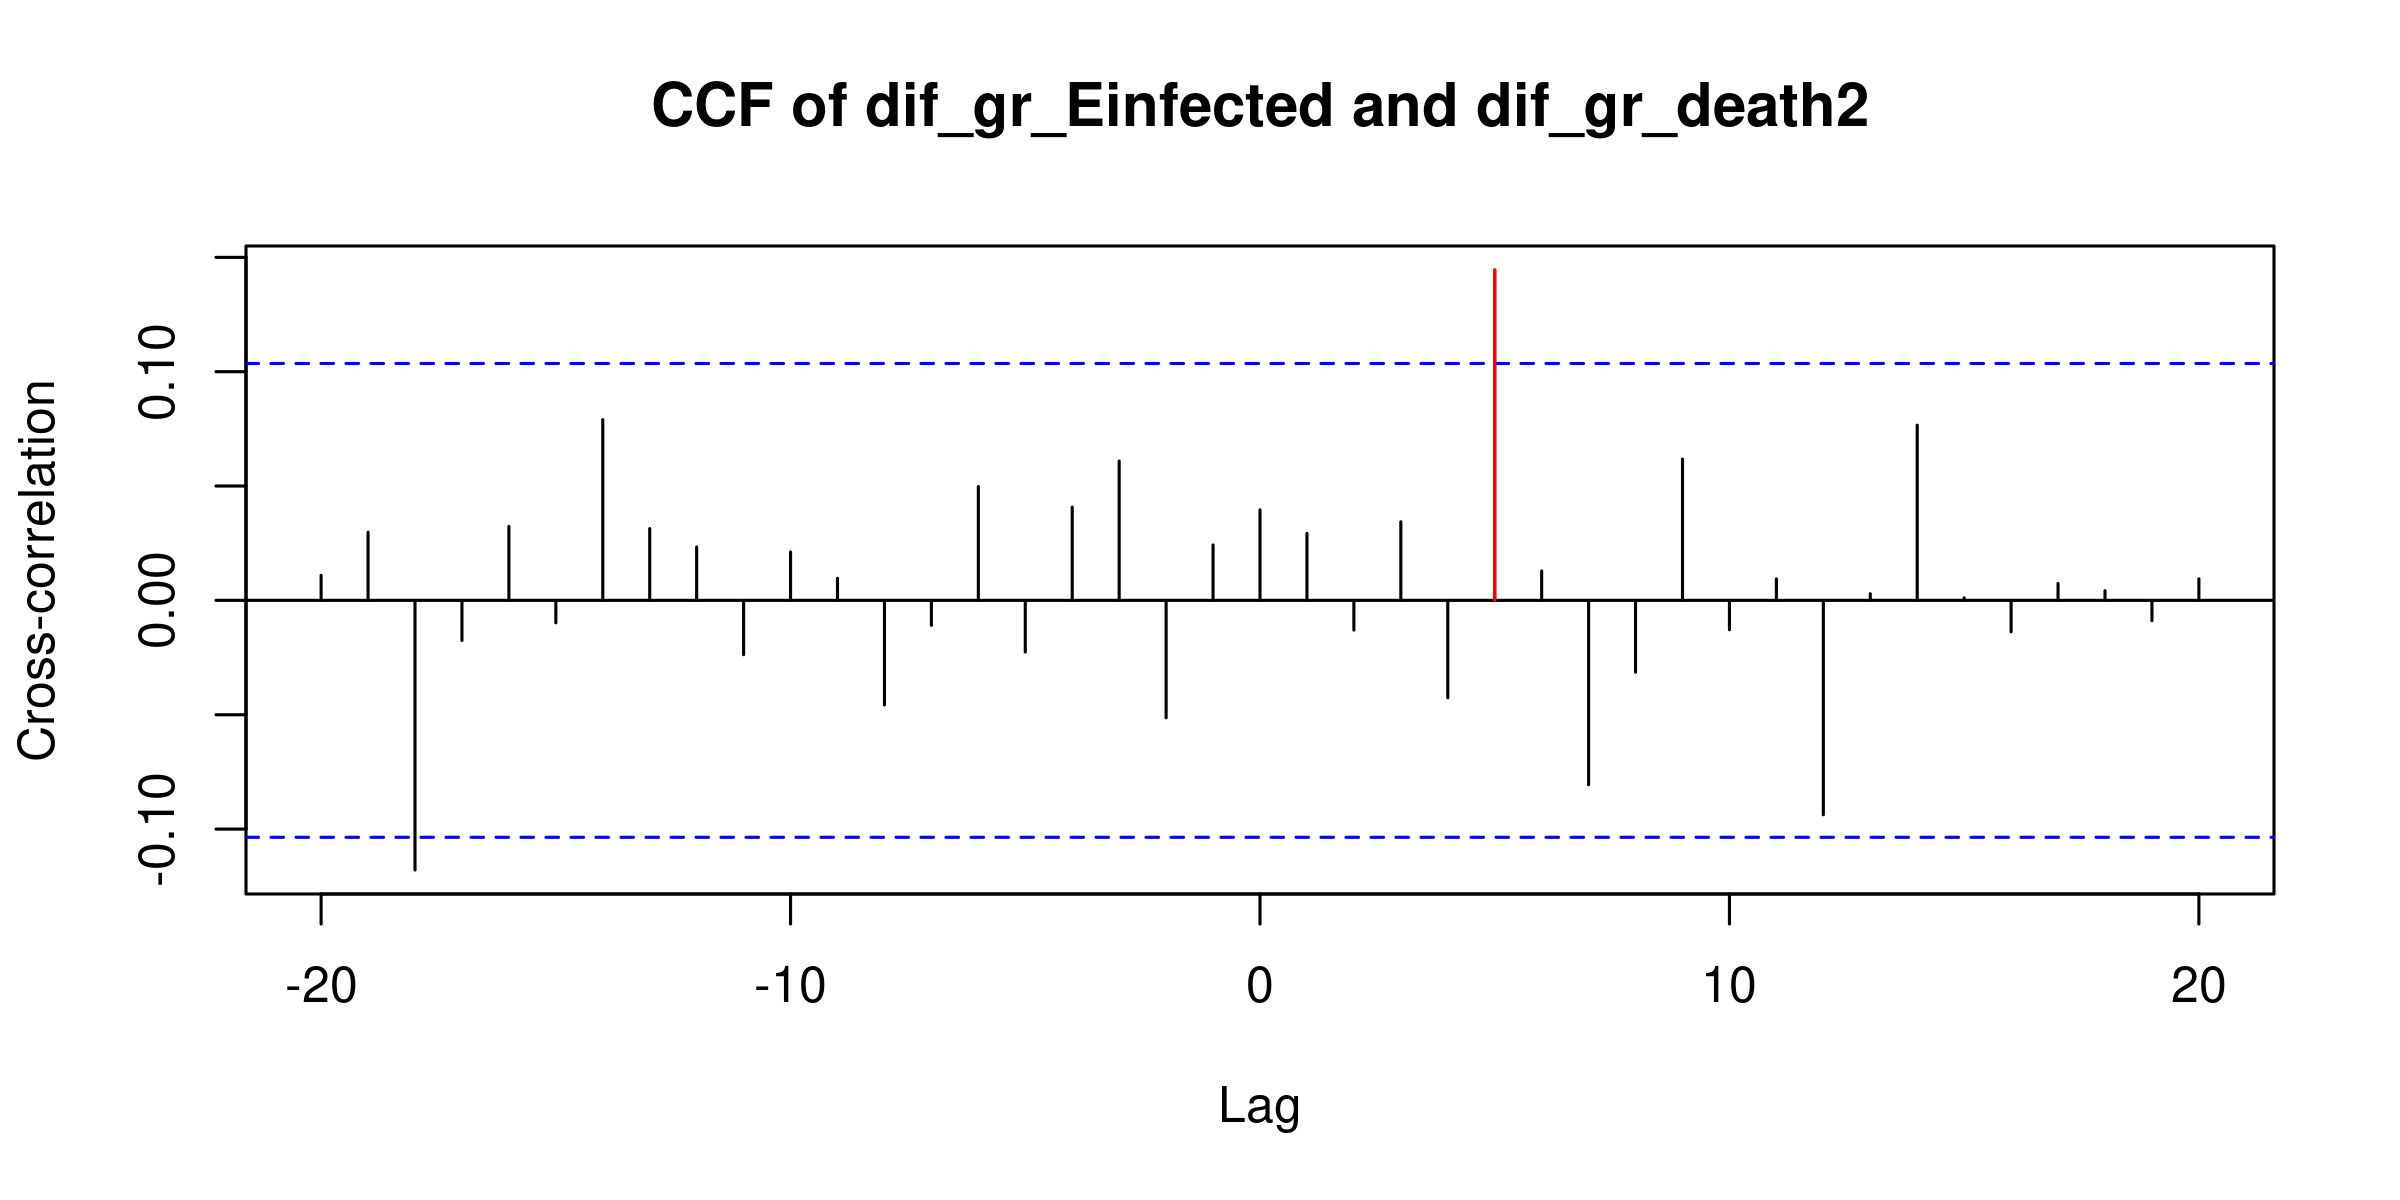 CCF of dif_gr_Einfected and dif_gr_death2
Cross-correlation
0.10
0.00
-0.10
-20 -10 0 10 20
Lag